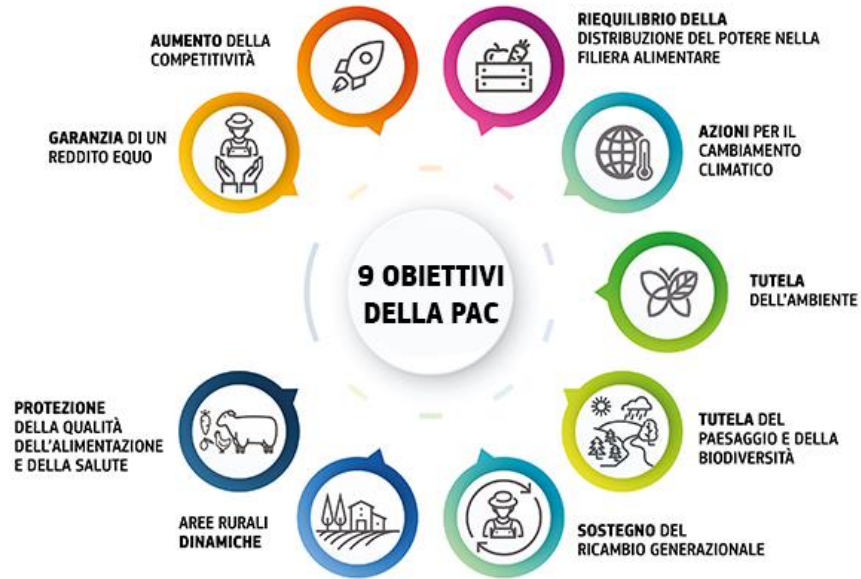 9 OBIETTIVI
DELLA PAC
GARANZIA DI UN
REDDITO EQUO
AUMENTO DELLA
COMPETITIVITÀ
RIEQUILIBRIO DELLA
DISTRIBUZIONE DEL POTERE NELLA
FILIERA ALIMENTARE
AZIONI PER IL
CAMBIAMENTO
CLIMATICO
TUTELA
DELL'AMBIENTE
TUTELA DEL
PAESAGGIO E DELLA
BIODIVERSITÀ
SOSTEGNO DEL
RICAMBIO GENERAZIONALE
AREE RURALI
DINAMICHE
PROTEZIONE
DELLA QUALITÀ
DELL'ALIMENTAZIONE
E DELLA SALUTE